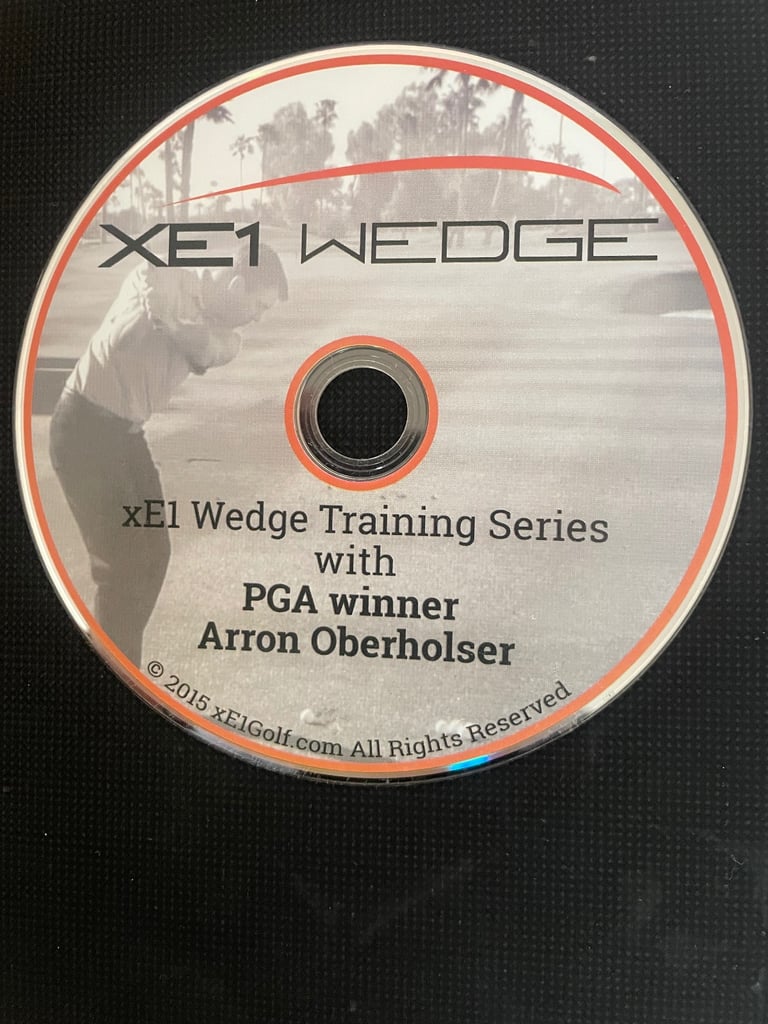 XE1 WEDGE
xE1 Wedge Training Series
with
PGA winner
Arron Oberholser
© 2015 xE1Golf.com All Rights Reserved